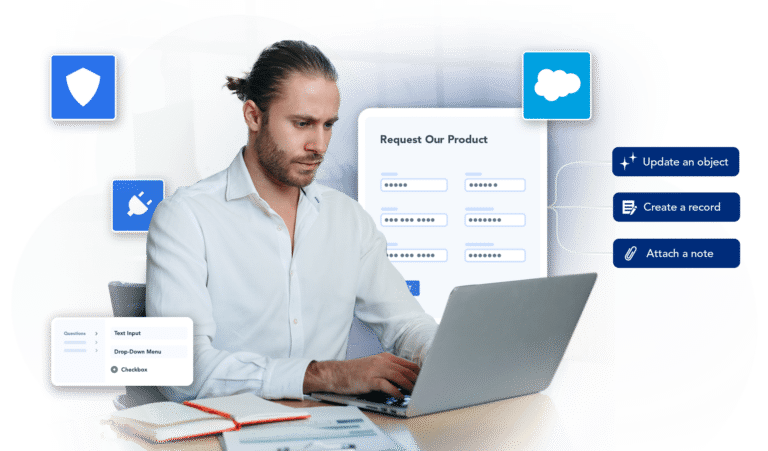 Request Our Product
Update an object
Create a record
Attach a note
Questions
Text Input
Drop-Down Menu
Checkbox